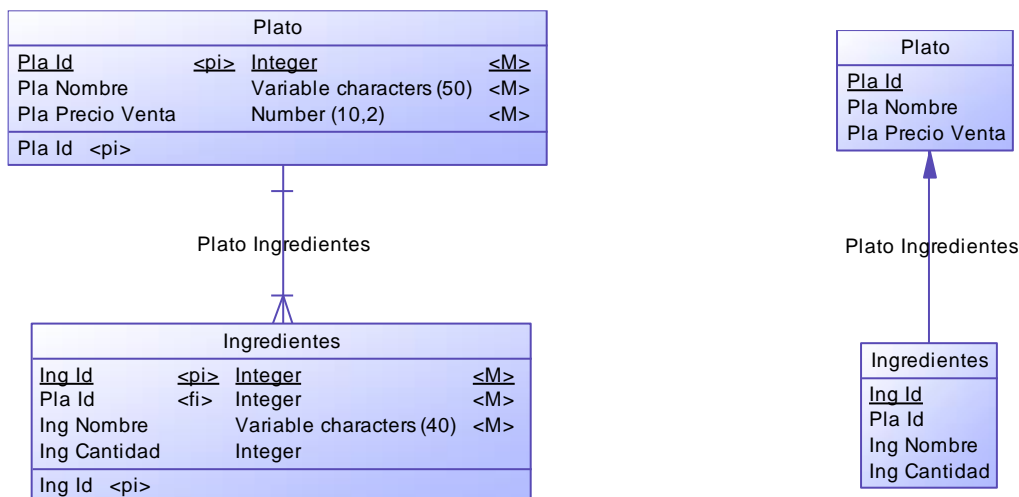 Plato
Pla Id <pi> Integer <M>
Pla Nombre Variable characters (50) <M>
Pla Precio Venta Number (10,2) <M>
Pla Id <pi>
Plato Ingredientes
Ingredientes
Ing Id <pi> Integer <M>
Pla Id <fi> Integer <M>
Ing Nombre Variable characters (40) <M>
Ing Cantidad Integer
Ing Id <pi>
Plato
Pla Id
Pla Nombre
Pla Precio Venta
Plato Ingredientes
Ingredientes
Ing Id
Pla Id
Ing Nombre
Ing Cantidad